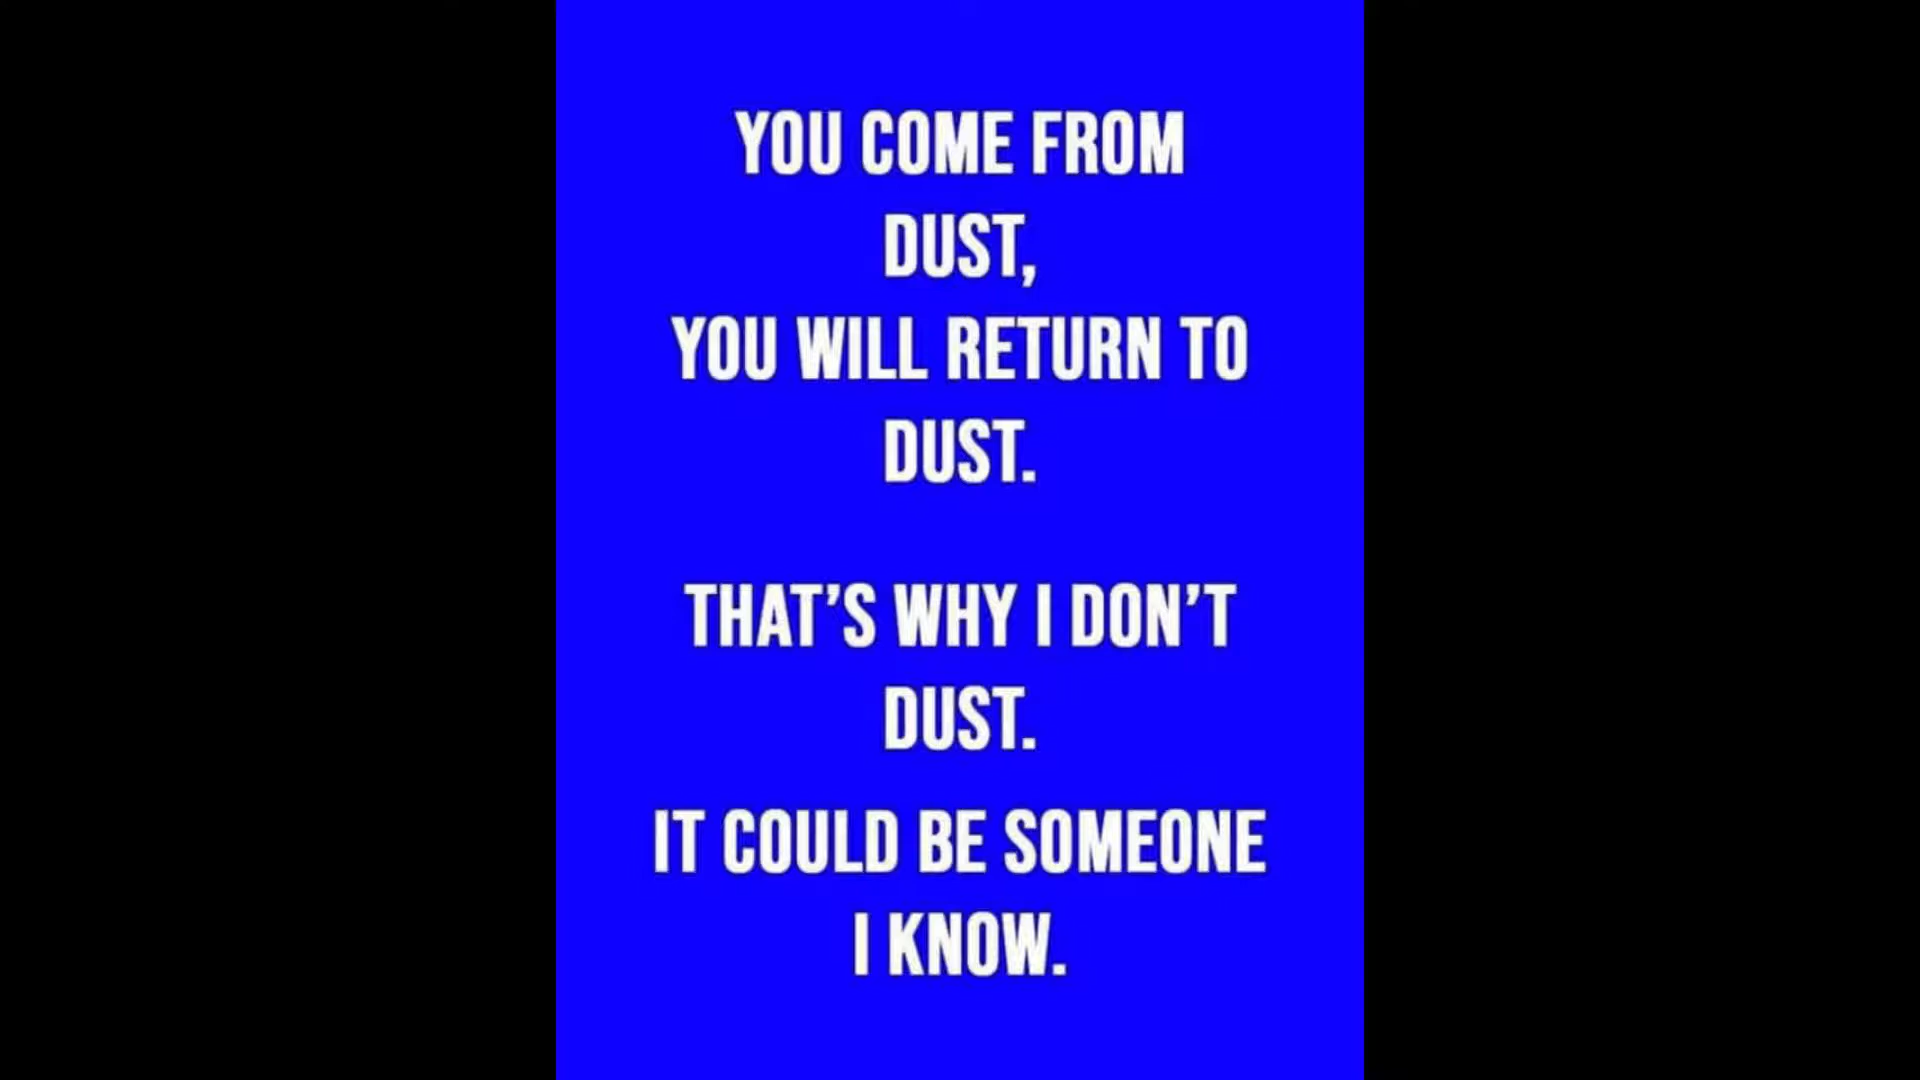 YOU COME FROM
DUST,
YOU WILL RETURN TO
DUST.
THAT’S WHY I DON’T
DUST.
IT COULD BE SOMEONE
I KNOW.